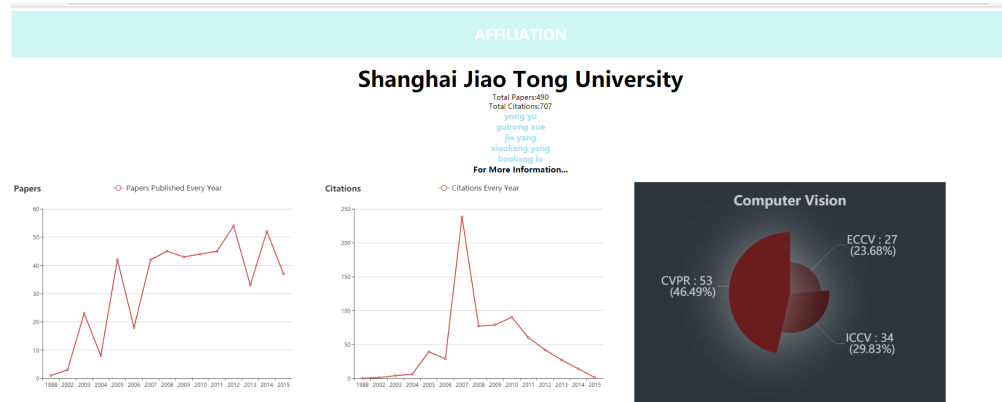 AFFILIATION
Shanghai Jiao Tong University
Total Papers:490
Total Citations:707
yong yu
guirong xue
jie yang
xiaokang yang
baoliang lu
For More Information...
Papers
Papers Published Every Year
60
50
40
30
20
10
0
1988 2002 2003 2004 2005 2006 2007 2008 2009 2010 2011 2012 2013 2014 2015
Citations
Citations Every Year
250
200
150
100
50
0
1988 2002 2003 2004 2005 2006 2007 2008 2009 2010 2011 2012 2013 2014 2015
Computer Vision
ECCV : 27
(23.68%)
CVPR : 53
(46.49%)
ICCV : 34
(29.83%)